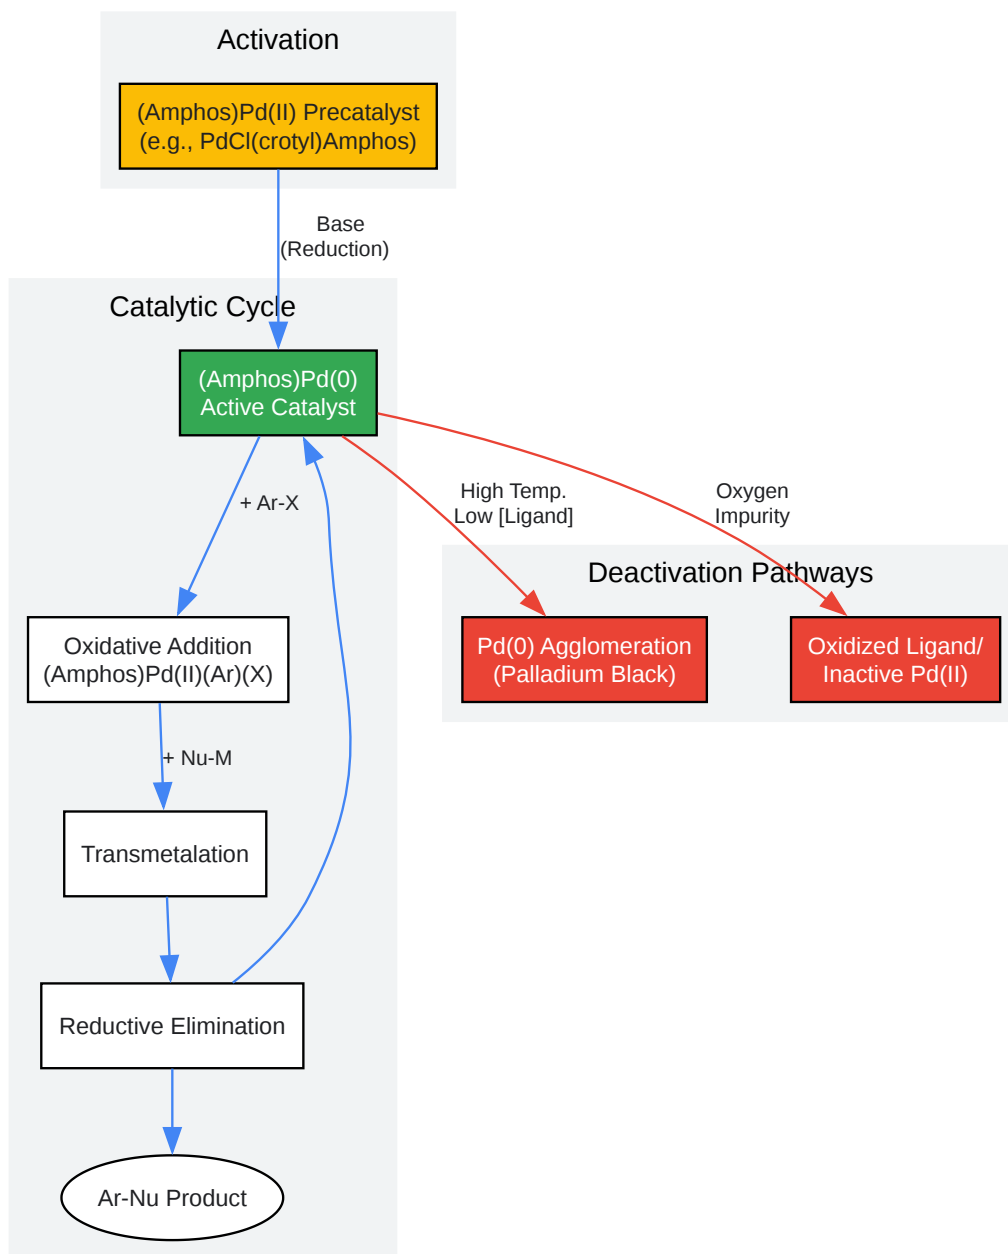 Activation
(Amphos)Pd(II) Precatalyst
(e.g., PdCl(crotyl)Amphos)
Base
(Reduction)
Catalytic Cycle
(Amphos)Pd(0)
Active Catalyst
+ Ar-X
High Temp.
Low [Ligand]
Oxygen
Impurity
Deactivation Pathways
Oxidative Addition
(Amphos)Pd(II)(Ar)(X)
Pd(0) Agglomeration
(Palladium Black)
Oxidized Ligand/
Inactive Pd(II)
+ Nu-M
Transmetalation
Reductive Elimination
Ar-Nu Product